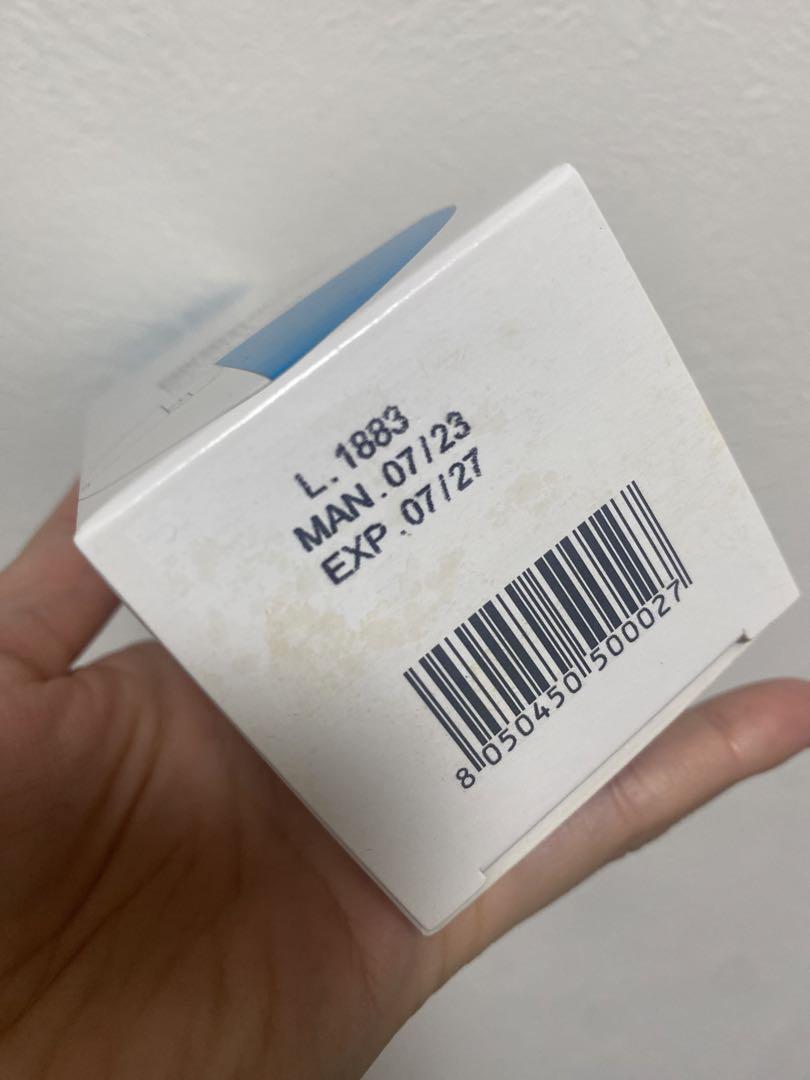 L. 1883
MAN. 07/23
EXP. 07/27
8 050450 500027